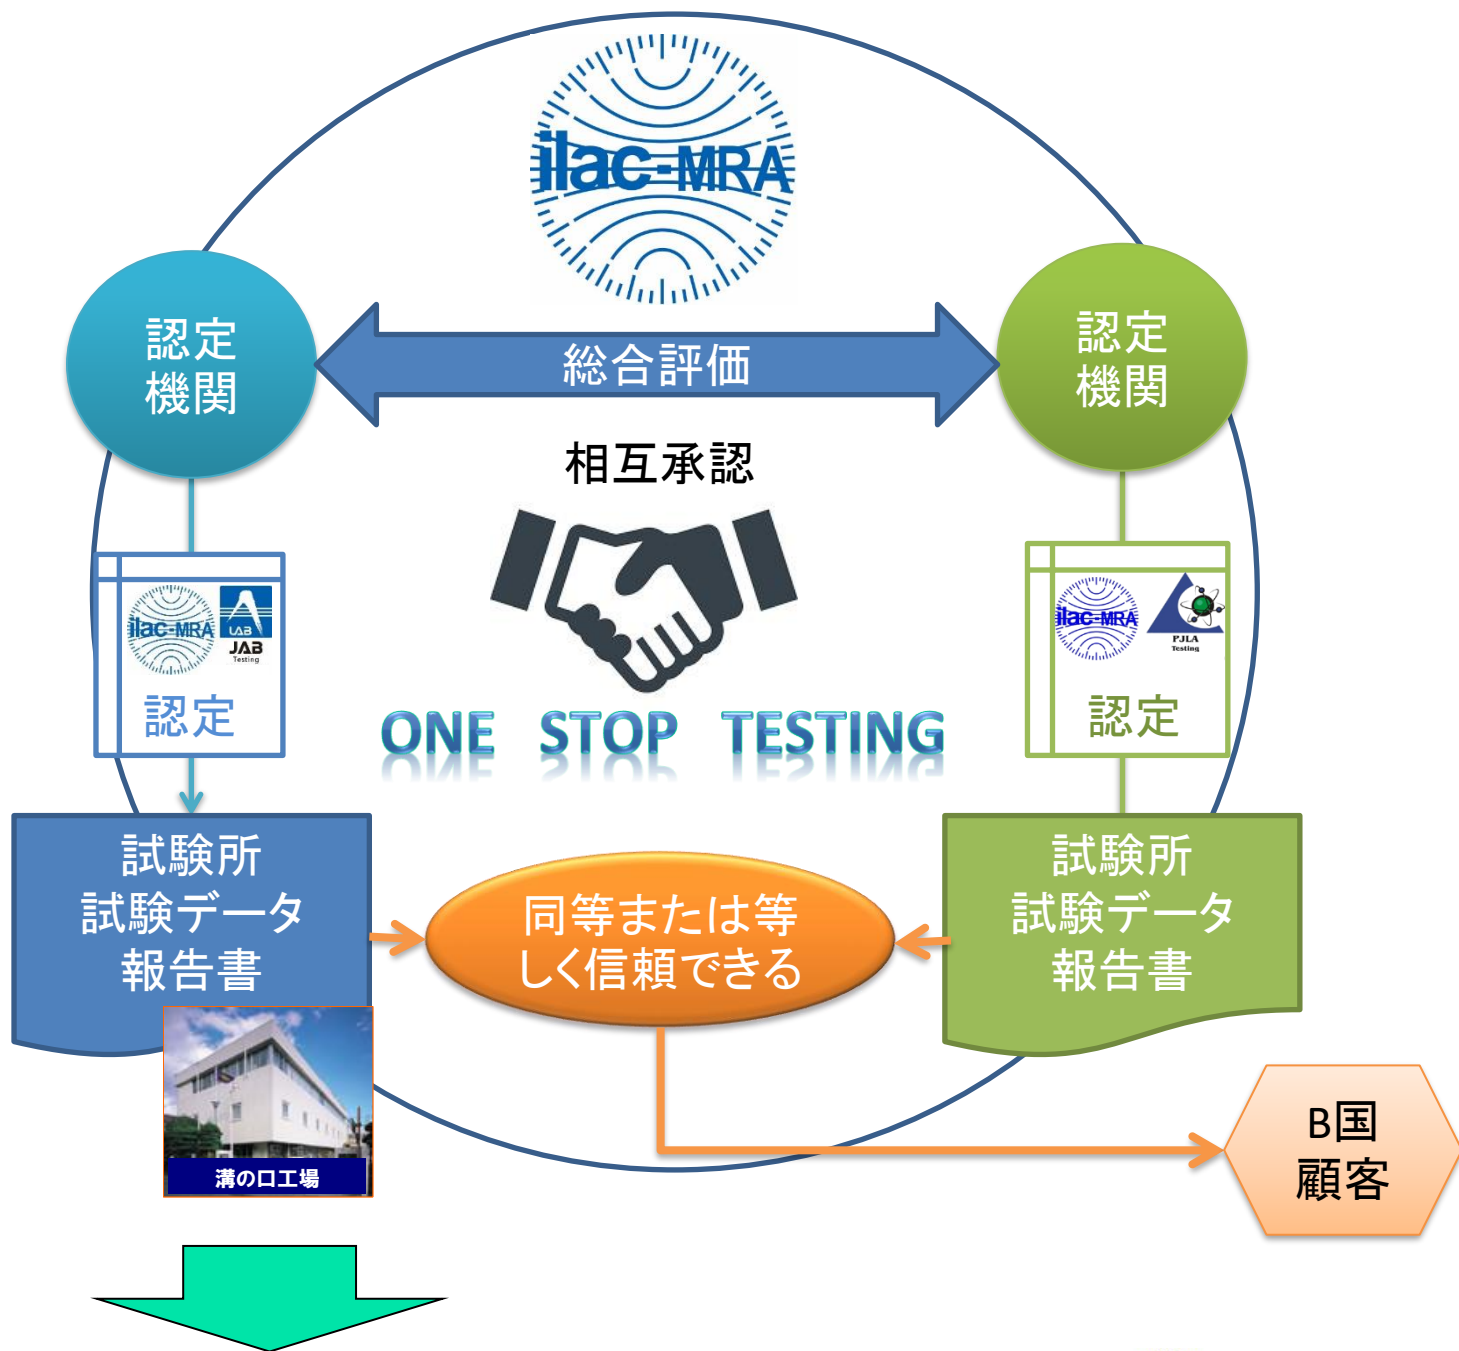 ilac-MRA
認定
機関
総合評価
認定
機関
相互承認
ilac-MRA
LAB
JAB
Testing
認定
ilac-MRA
PJLA
Testing
認定
ONE STOP TESTING
試験所
試験データ
報告書
同等または等
しく信頼できる
試験所
試験データ
報告書
溝の口工場
B国
顧客